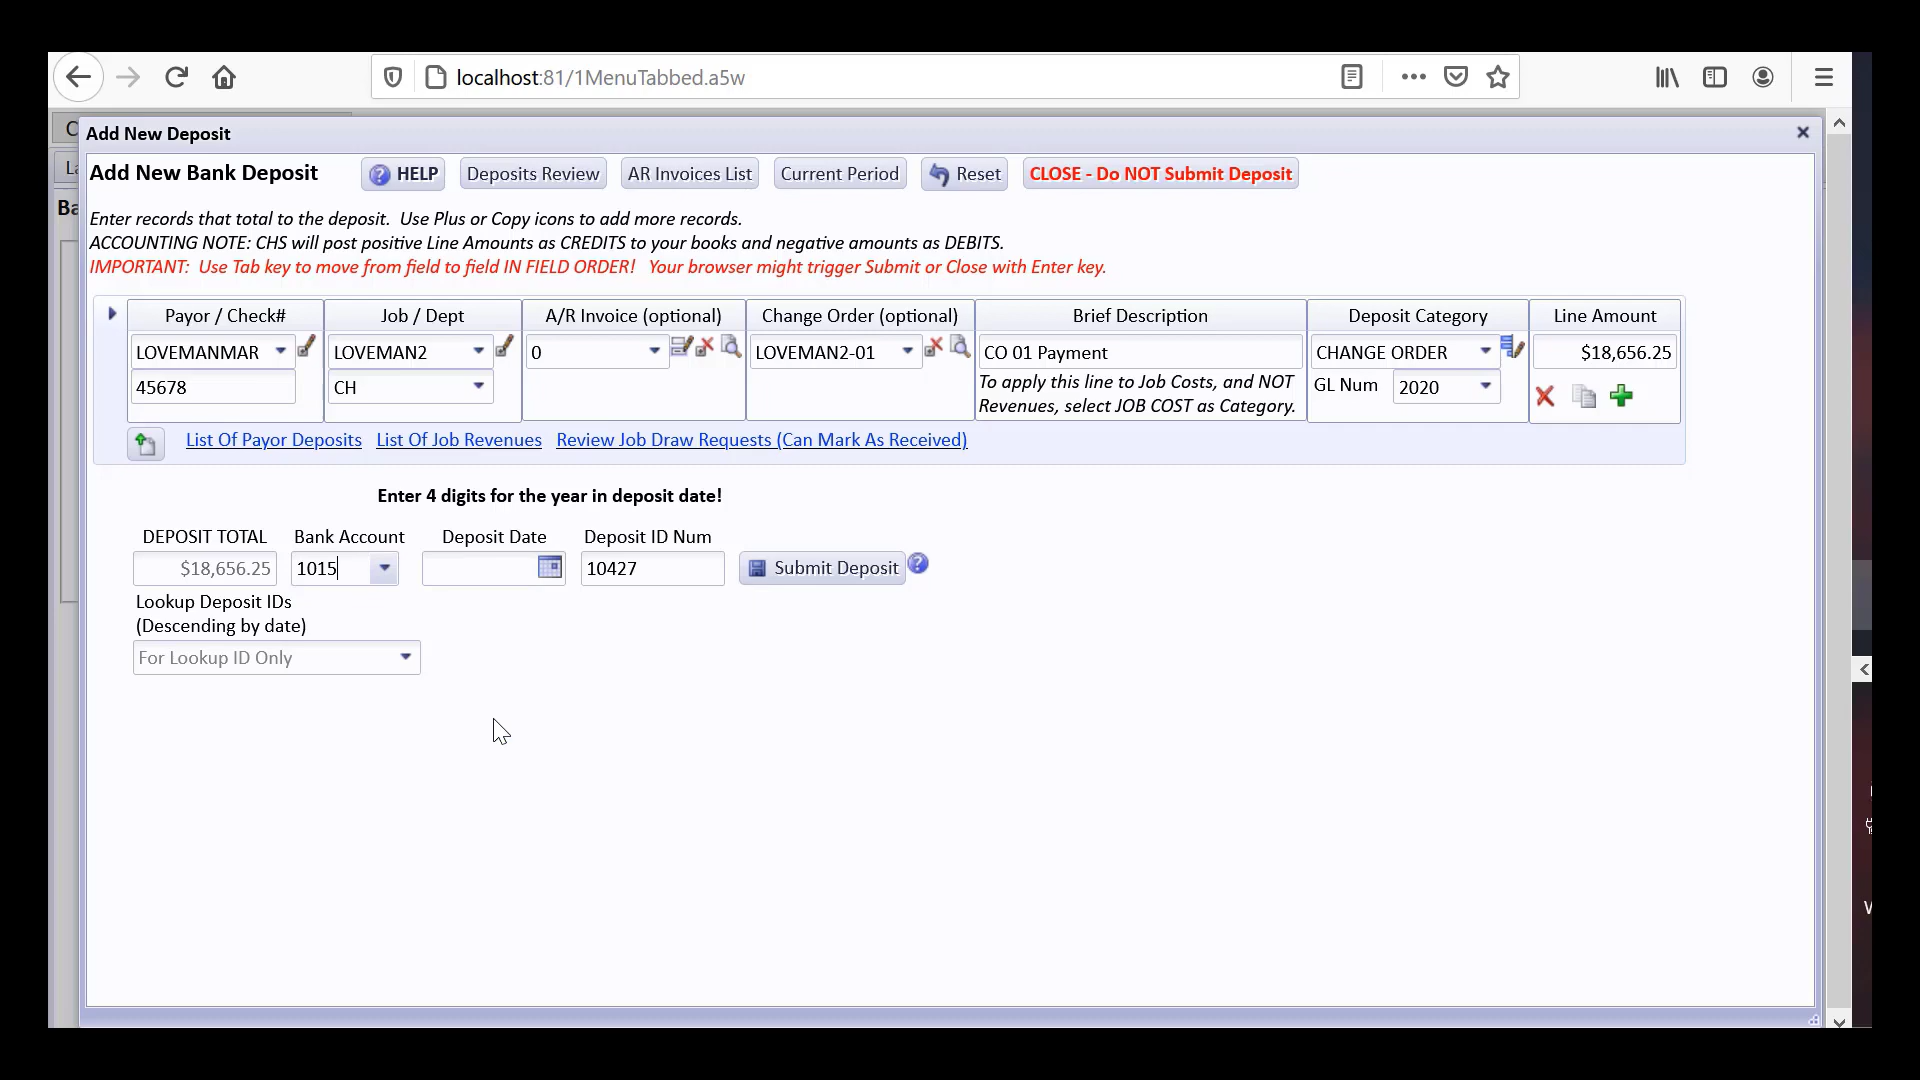 localhost:81/1MenuTabbed.a5w
Add New Deposit
Add New Bank Deposit
HELP
Deposits Review
AR Invoices List
Current Period
Reset
CLOSE - Do NOT Submit Deposit
Enter records that total to the deposit.  Use Plus or Copy icons to add more records.
ACCOUNTING NOTE: CHS will post positive Line Amounts as CREDITS to your books and negative amounts as DEBITS.
IMPORTANT:  Use Tab key to move from field to field IN FIELD ORDER!   Your browser might trigger Submit or Close with Enter key.
Payor / Check#
Job / Dept
A/R Invoice (optional)
Change Order (optional)
Brief Description
Deposit Category
Line Amount
LOVEMANMAR
LOVEMAN2
0
LOVEMAN2-01
CO 01 Payment
CHANGE ORDER
$18,656.25
45678
CH
To apply this line to Job Costs, and NOT
Revenues, select JOB COST as Category.
GL Num
2020
List Of Payor Deposits
List Of Job Revenues
Review Job Draw Requests (Can Mark As Received)
Enter 4 digits for the year in deposit date!
DEPOSIT TOTAL
Bank Account
Deposit Date
Deposit ID Num
$18,656.25
1015
10427
Submit Deposit
Lookup Deposit IDs
(Descending by date)
For Lookup ID Only